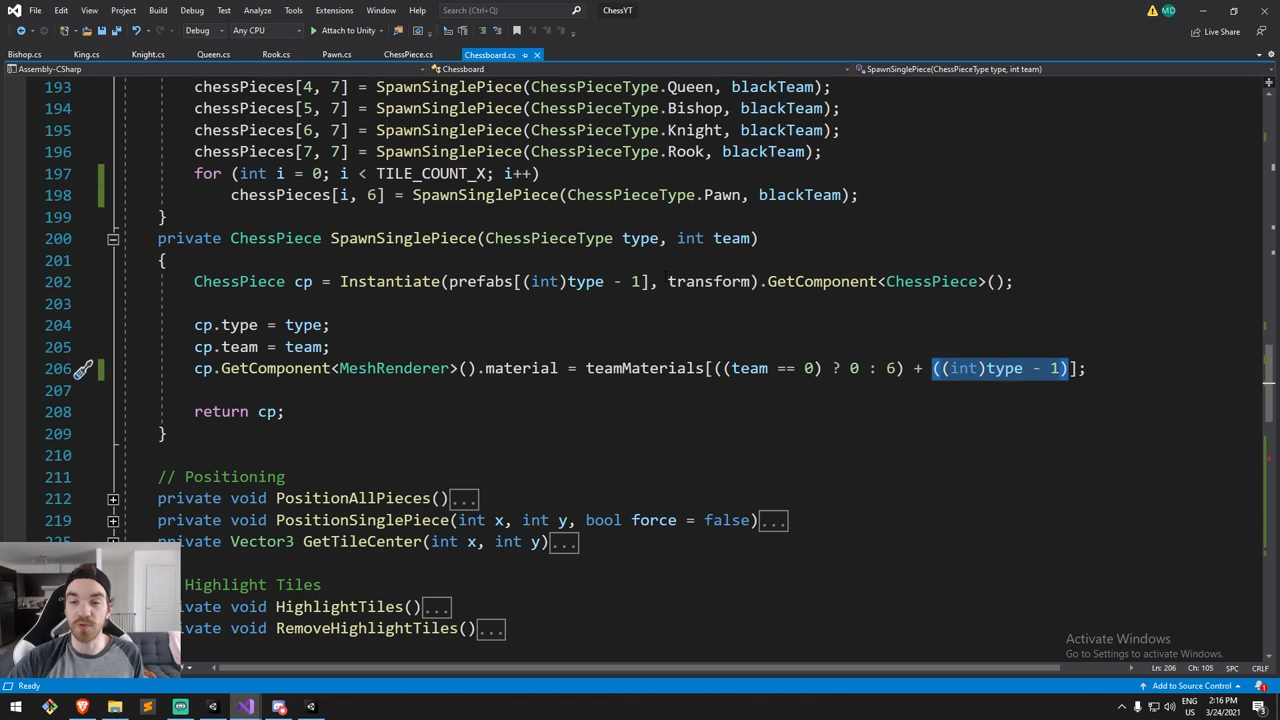 File Edit View Git Project Build Debug Test Analyze Tools Extensions Window Help Search (Ctrl+Q) ChessYT MD
Debug Any CPU Attach to Unity Live Share
Bishop.cs King.cs Knight.cs Queen.cs Rook.cs Pawn.cs ChessPiece.cs Chessboard.cs
Assembly-CSharp Chessboard SpawnSinglePiece(ChessPieceType type, int team)
193 chessPieces[4, 7] = SpawnSinglePiece(ChessPieceType.Queen, blackTeam);
194 chessPieces[5, 7] = SpawnSinglePiece(ChessPieceType.Bishop, blackTeam);
195 chessPieces[6, 7] = SpawnSinglePiece(ChessPieceType.Knight, blackTeam);
196 chessPieces[7, 7] = SpawnSinglePiece(ChessPieceType.Rook, blackTeam);
197 for (int i = 0; i < TILE_COUNT_X; i++)
198 chessPieces[i, 6] = SpawnSinglePiece(ChessPieceType.Pawn, blackTeam);
199 }
200 private ChessPiece SpawnSinglePiece(ChessPieceType type, int team)
201 {
202 ChessPiece cp = Instantiate(prefabs[(int)type - 1], transform).GetComponent<ChessPiece>();
203
204 cp.type = type;
205 cp.team = team;
206 cp.GetComponent<MeshRenderer>().material = teamMaterials[((team == 0) ? 0 : 6) + ((int)type - 1)];
207
208 return cp;
209 }
210
211 // Positioning
212 private void PositionAllPieces()...
219 private void PositionSinglePiece(int x, int y, bool force = false)...
225 private Vector3 GetTileCenter(int x, int y)...
Highlight Tiles
private void HighlightTiles()...
private void RemoveHighlightTiles()...
Activate Windows
Go to Settings to activate Windows.
Ln: 206 Ch: 105 SPC CRLF
Ready Add to Source Control 1
ENG 2:16 PM
US 3/24/2021 3